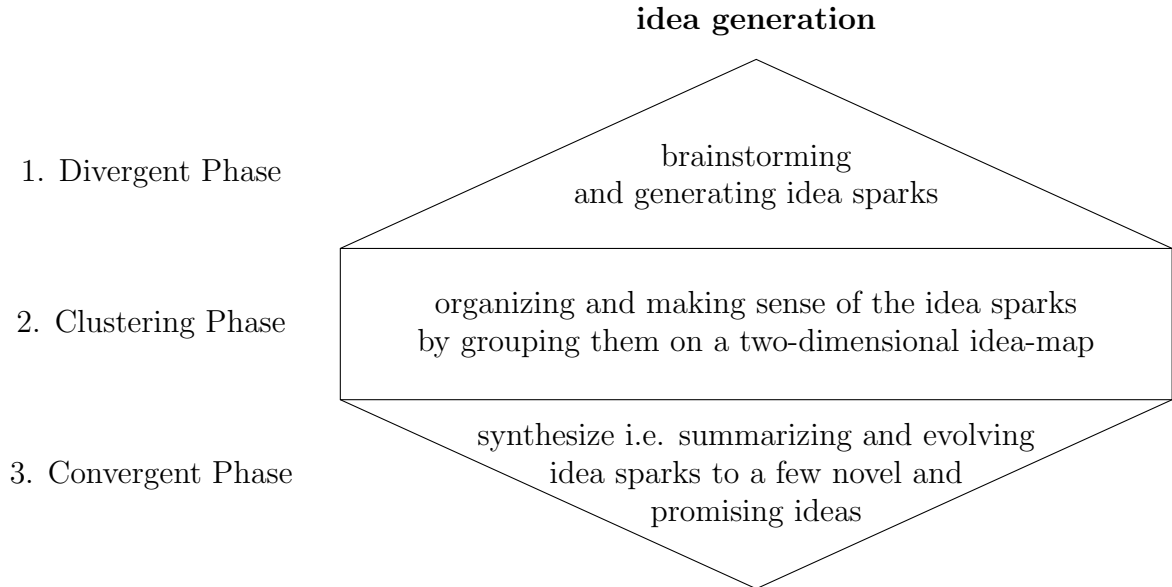 idea generation
1. Divergent Phase
brainstorming
and generating idea sparks
2. Clustering Phase
organizing and making sense of the idea sparks
by grouping them on a two-dimensional idea-map
3. Convergent Phase
synthesize i.e. summarizing and evolving
idea sparks to a few novel and
promising ideas